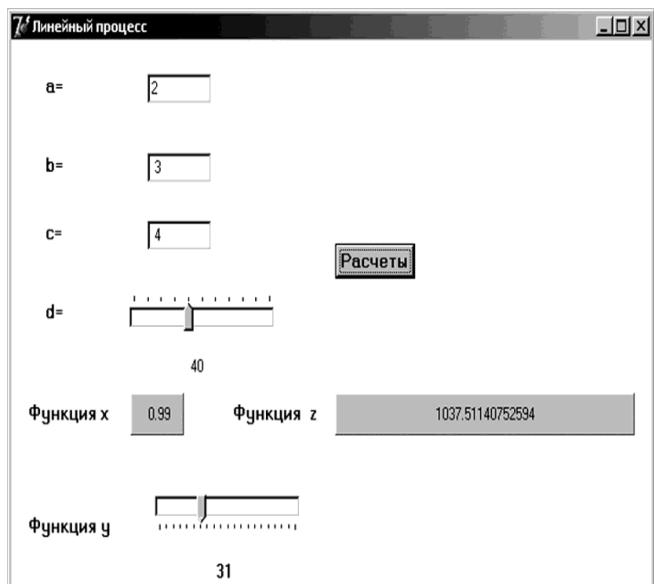 Линейный процесс
a= 2
b= 3
c= 4
Расчеты
d=
40
Функция x 0.99 Функция z 1037.51140752594
Функция y
31